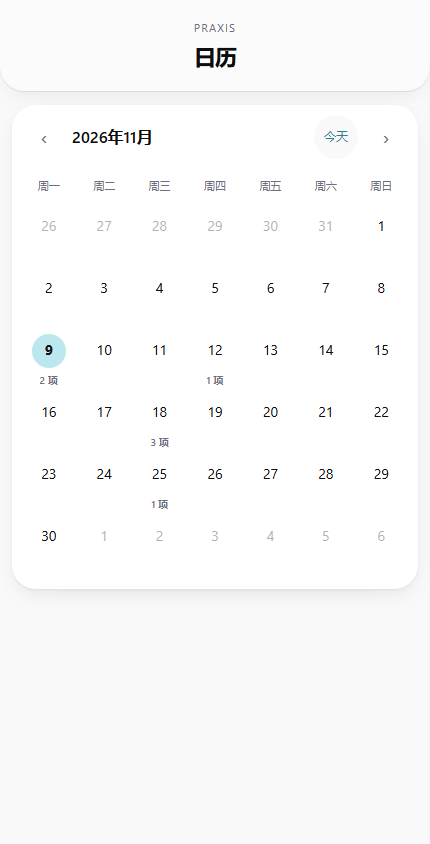 PRAXIS
日历
‹ 2026年11月 今天 ›
周一 周二 周三 周四 周五 周六 周日
26 27 28 29 30 31 1
2 3 4 5 6 7 8
9 10 11 12 13 14 15
2 项 1 项
16 17 18 19 20 21 22
3 项
23 24 25 26 27 28 29
1 项
30 1 2 3 4 5 6